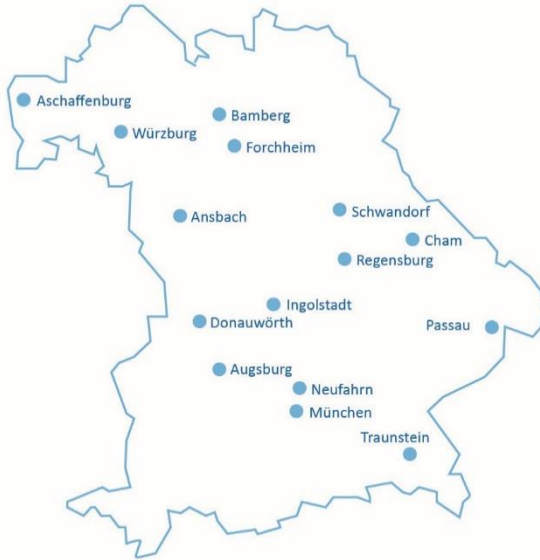 Aschaffenburg
Bamberg
Würzburg
Forchheim
Schwandorf
Ansbach
Cham
Regensburg
Ingolstadt
Donauwörth
Passau
Augsburg
Neufahrn
München
Traunstein